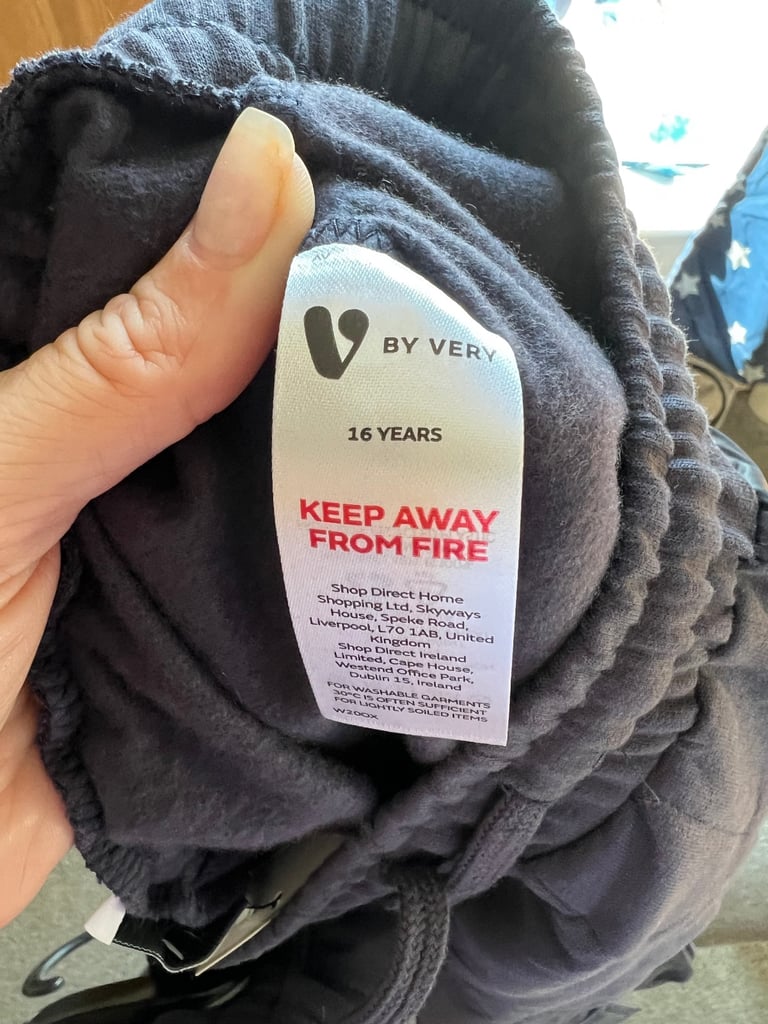 V BY VERY
16 YEARS
KEEP AWAY
FROM FIRE
Shop Direct Home
Shopping Ltd, Skyways
House, Speke Road,
Liverpool, L70 1AB, United
Kingdom
Shop Direct Ireland
Limited, Cape House,
Westend Office Park,
Dublin 15, Ireland
FOR WASHABLE GARMENTS
30°C IS OFTEN SUFFICIENT
FOR LIGHTLY SOILED ITEMS
W20OX